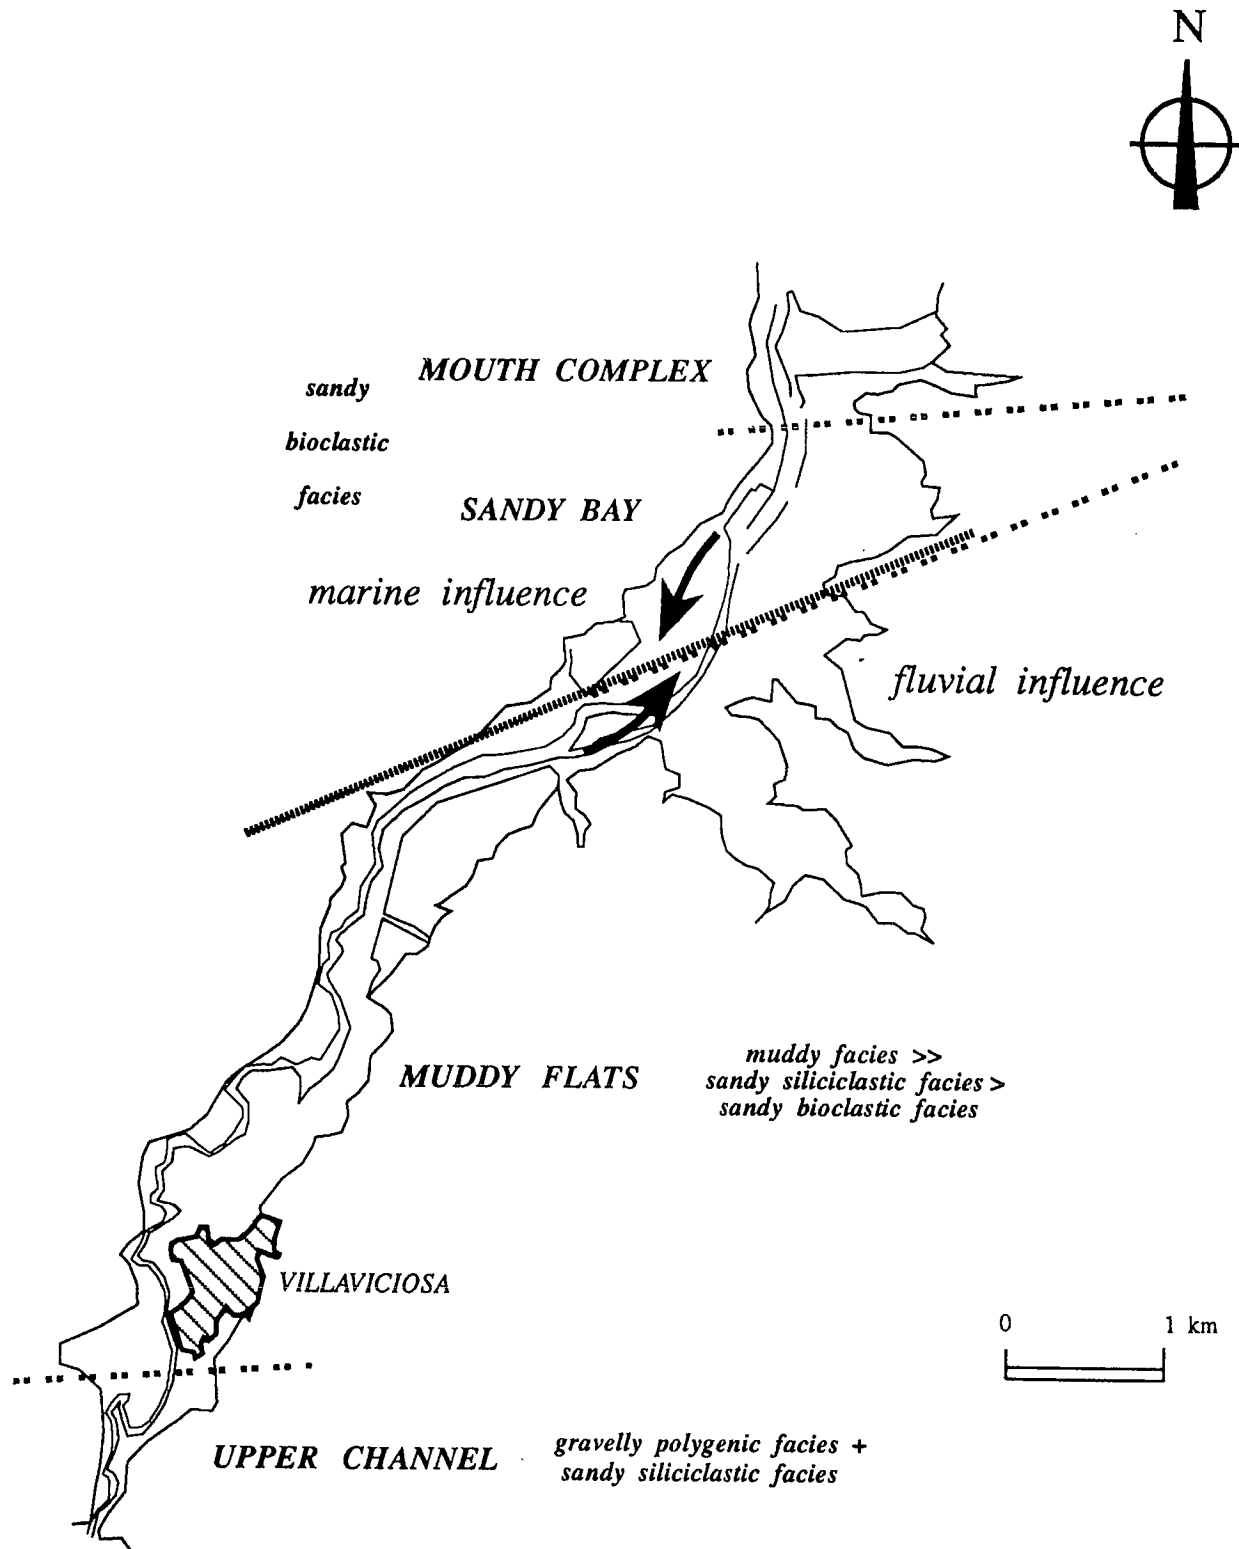 N
MOUTH COMPLEX
sandy
bioclastic
facies
SANDY BAY
marine influence
fluvial influence
MUDDY FLATS
muddy facies >>
sandy siliciclastic facies >
sandy bioclastic facies
VILLAVICIOSA
0 1 km
UPPER CHANNEL
gravelly polygenic facies +
sandy siliciclastic facies